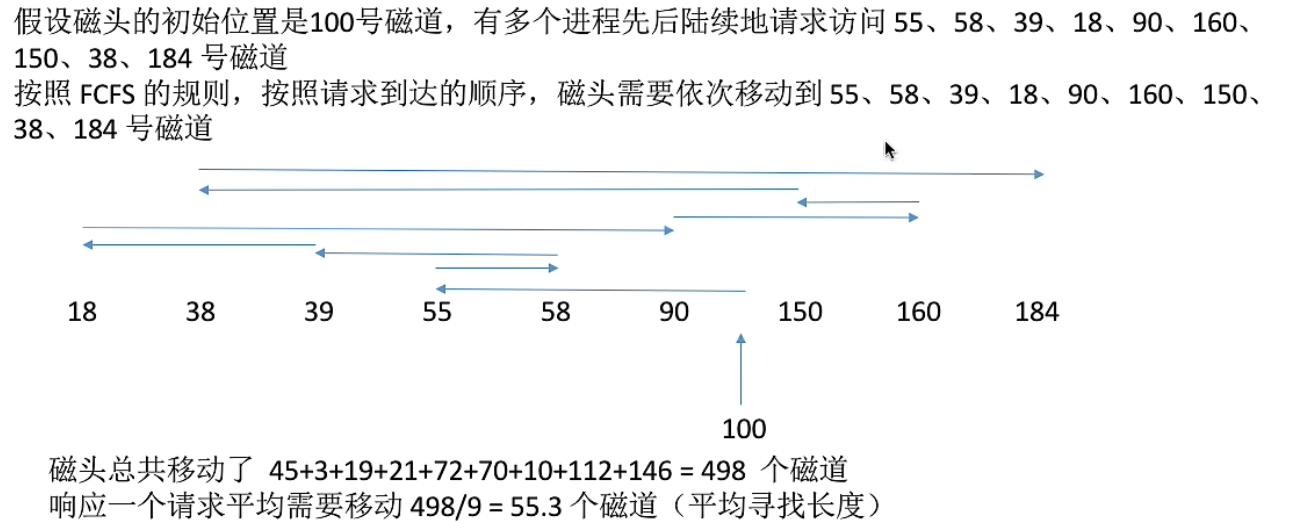 假设磁头的初始位置是100号磁道，有多个进程先后陆续地请求访问 55、58、39、18、90、160、
150、38、184 号磁道
按照 FCFS 的规则，按照请求到达的顺序，磁头需要依次移动到 55、58、39、18、90、160、150、
38、184 号磁道
18 38 39 55 58 90 150 160 184
100
磁头总共移动了 45+3+19+21+72+70+10+112+146 = 498 个磁道
响应一个请求平均需要移动 498/9 = 55.3 个磁道（平均寻找长度）